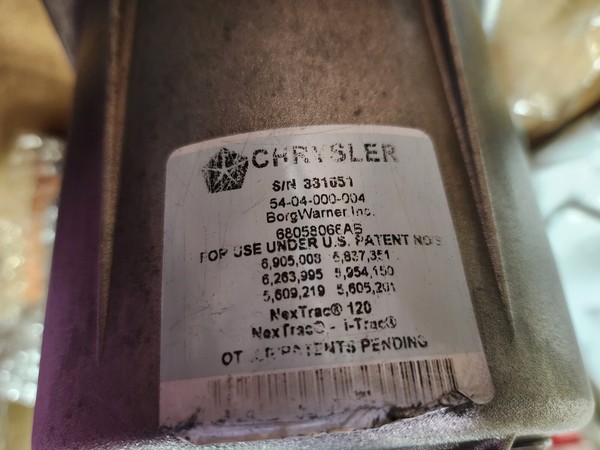 CHRYSLER
S/N 331651
54-04-000-004
BorgWarner Inc.
68058066AB
FOR USE UNDER U.S. PATENT NO'S
6,905,008 6,837,351
6,263,995 5,954,150
5,609,219 5,605,201
NexTrac® 120
NexTrac® - i-Trac®
PATENTS PENDING